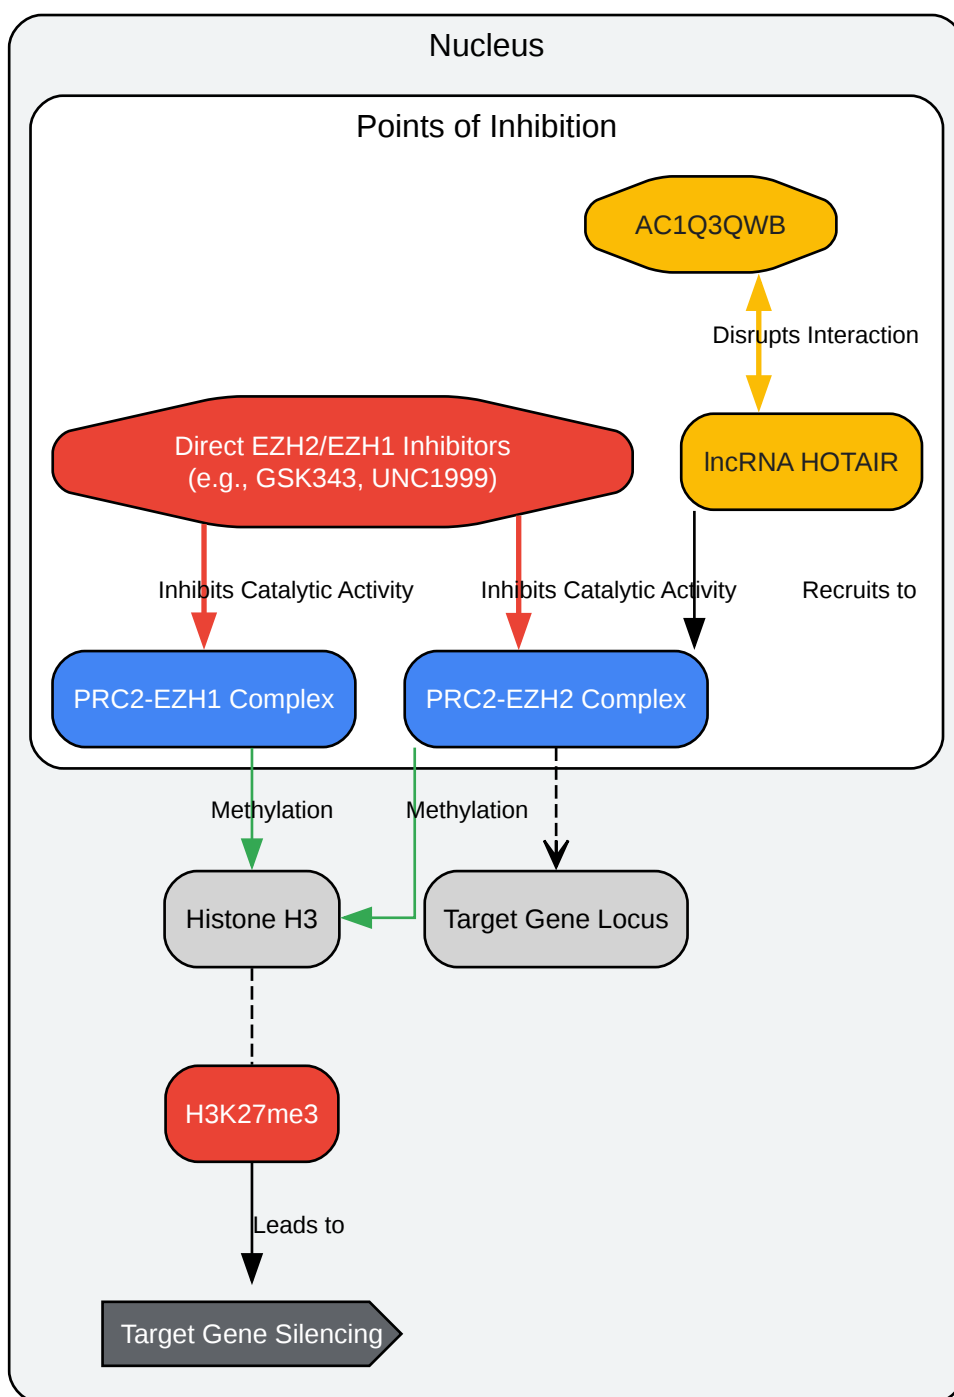 Nucleus
Points of Inhibition
AC1Q3QWB
Disrupts Interaction
Direct EZH2/EZH1 Inhibitors
(e.g., GSK343, UNC1999)
lncRNA HOTAIR
Inhibits Catalytic Activity
Inhibits Catalytic Activity
Recruits to
PRC2-EZH1 Complex
PRC2-EZH2 Complex
Methylation
Methylation
Histone H3
Target Gene Locus
H3K27me3
Leads to
Target Gene Silencing